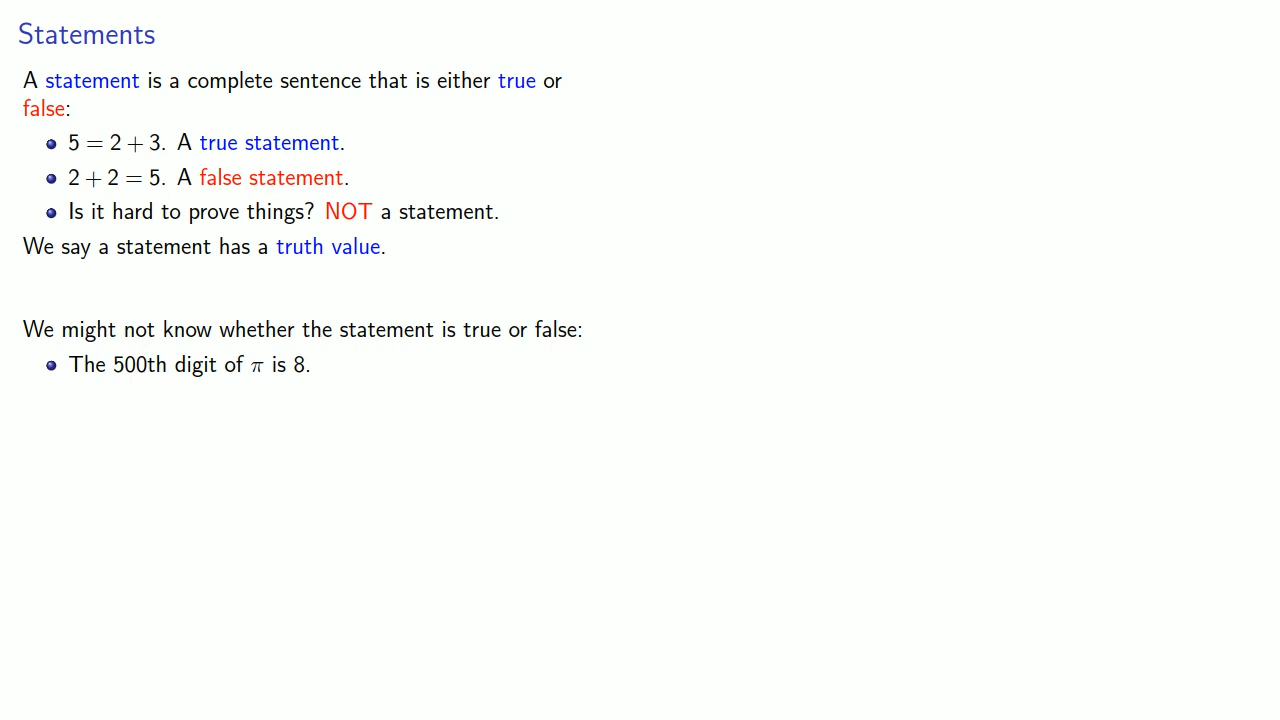 Statements
A statement is a complete sentence that is either true or
false:
5 = 2 + 3. A true statement.
2 + 2 = 5. A false statement.
Is it hard to prove things? NOT a statement.
We say a statement has a truth value.
We might not know whether the statement is true or false:
The 500th digit of π is 8.